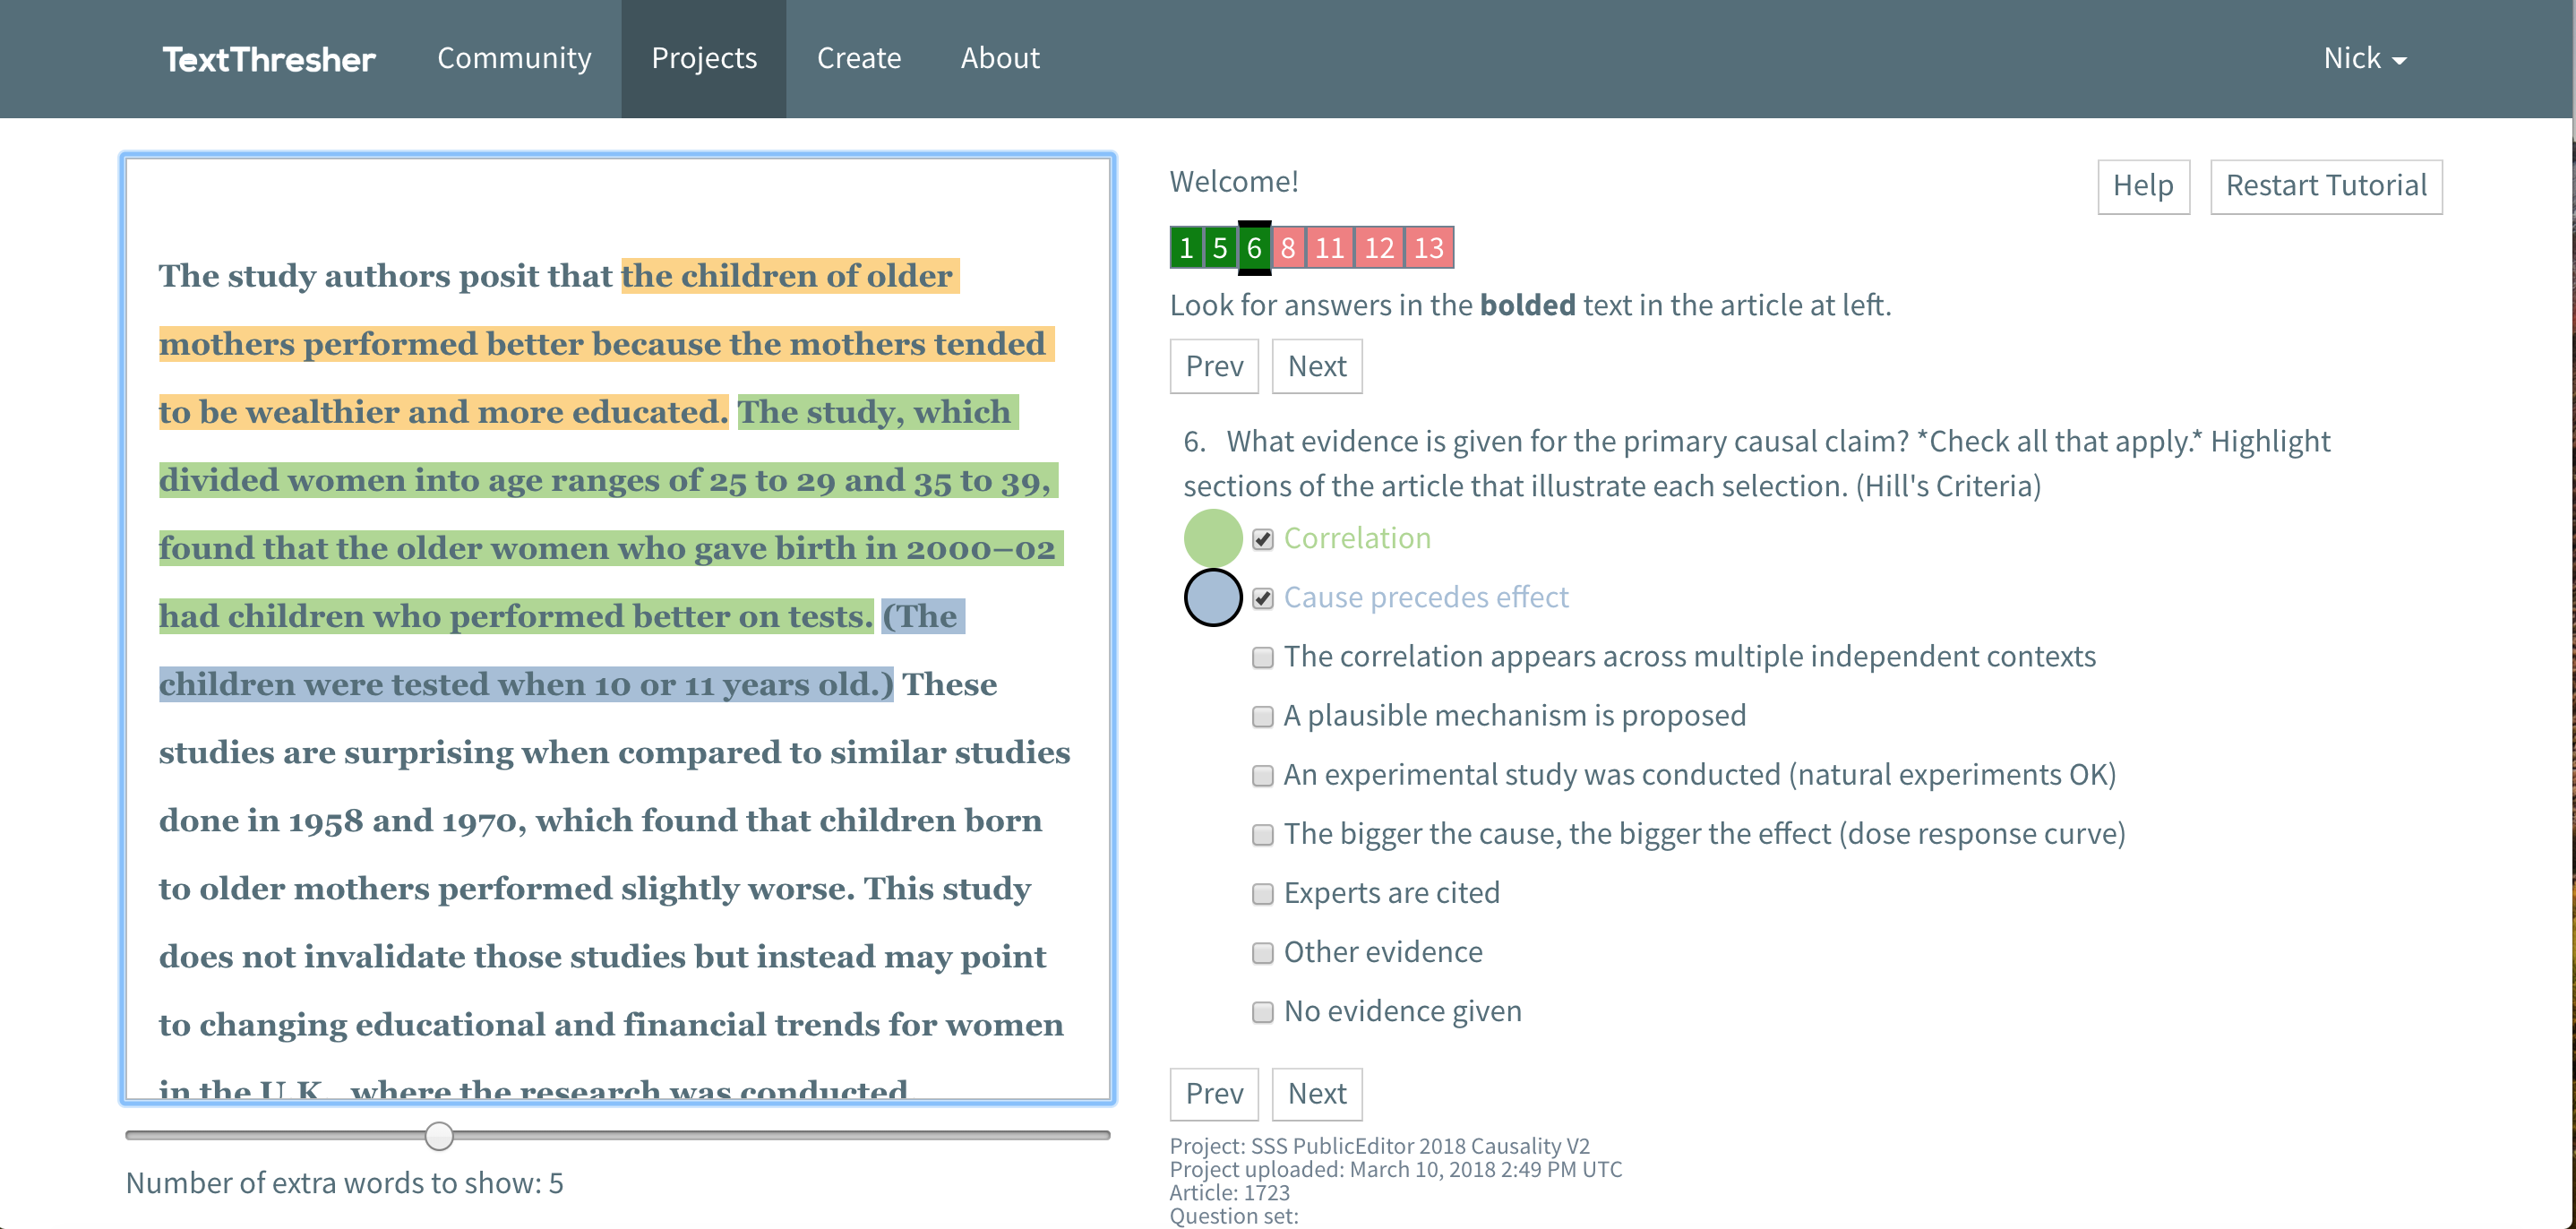 TextThresher Community Projects Create About Nick
The study authors posit that the children of older
mothers performed better because the mothers tended
to be wealthier and more educated. The study, which
divided women into age ranges of 25 to 29 and 35 to 39,
found that the older women who gave birth in 2000–02
had children who performed better on tests. (The
children were tested when 10 or 11 years old.) These
studies are surprising when compared to similar studies
done in 1958 and 1970, which found that children born
to older mothers performed slightly worse. This study
does not invalidate those studies but instead may point
to changing educational and financial trends for women
in the U.K., where the research was conducted.
Number of extra words to show: 5
Welcome!
Help Restart Tutorial
1 5 6 8 11 12 13
Look for answers in the bolded text in the article at left.
Prev Next
6. What evidence is given for the primary causal claim? *Check all that apply.* Highlight
sections of the article that illustrate each selection. (Hill's Criteria)
Correlation
Cause precedes effect
The correlation appears across multiple independent contexts
A plausible mechanism is proposed
An experimental study was conducted (natural experiments OK)
The bigger the cause, the bigger the effect (dose response curve)
Experts are cited
Other evidence
No evidence given
Prev Next
Project: SSS PublicEditor 2018 Causality V2
Project uploaded: March 10, 2018 2:49 PM UTC
Article: 1723
Question set: